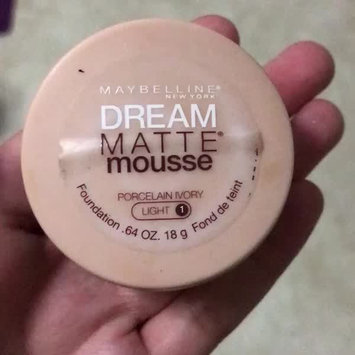 MAYBELLINE®
NEW YORK
DREAM
MATTE®
mousse
PORCELAIN IVORY
LIGHT 1
Foundation .64 OZ. 18 g Fond de teint